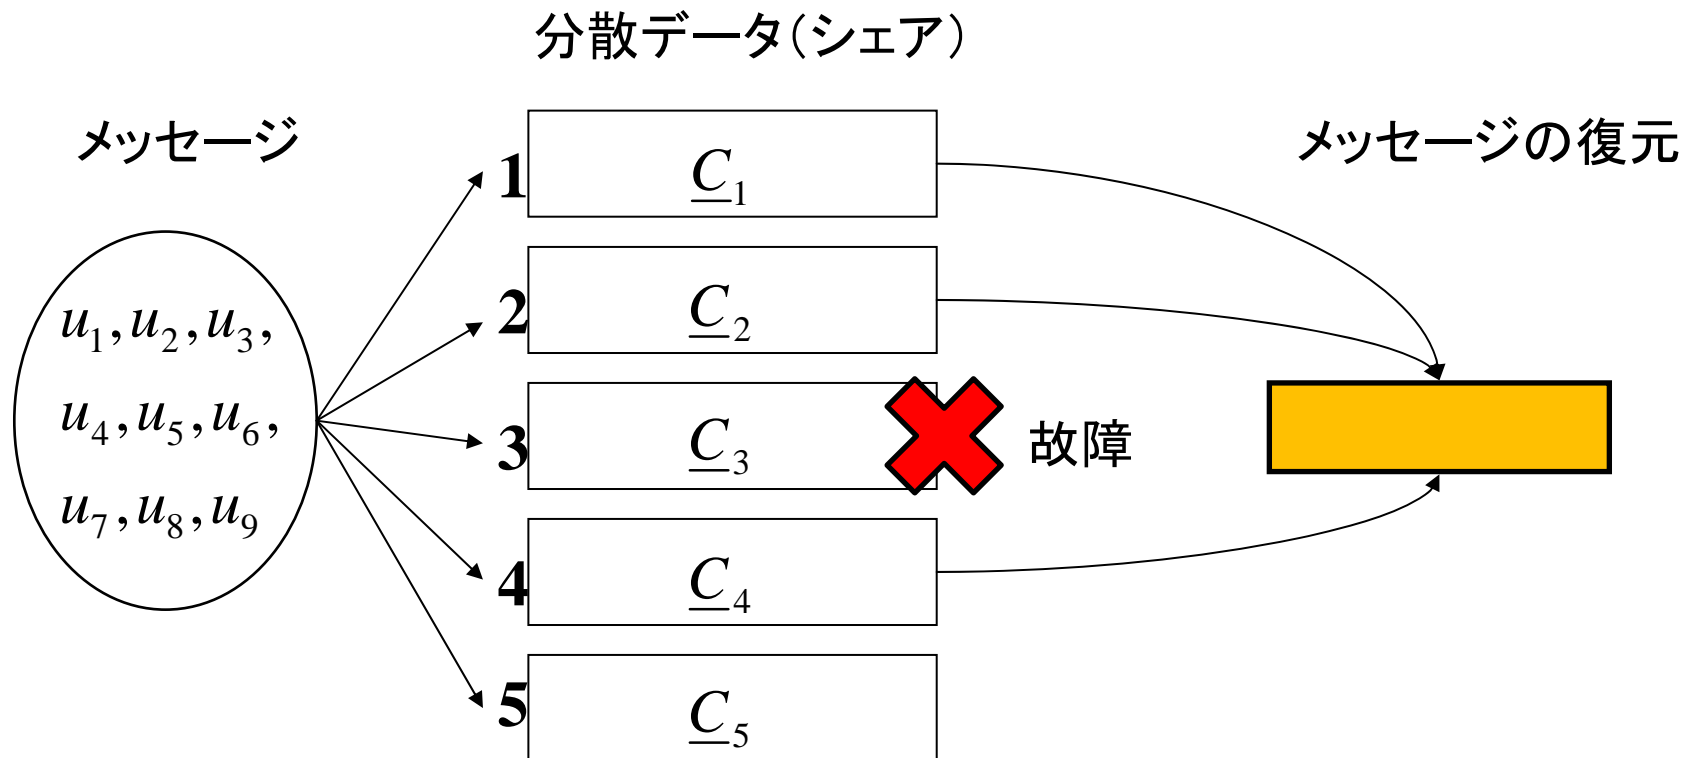 分散データ(シェア)
メッセージ
メッセージの復元
u₁,u₂,u₃,
u₄,u₅,u₆,
u₇,u₈,u₉
1 C₁
2 C₂
3 C₃
故障
4 C₄
5 C₅